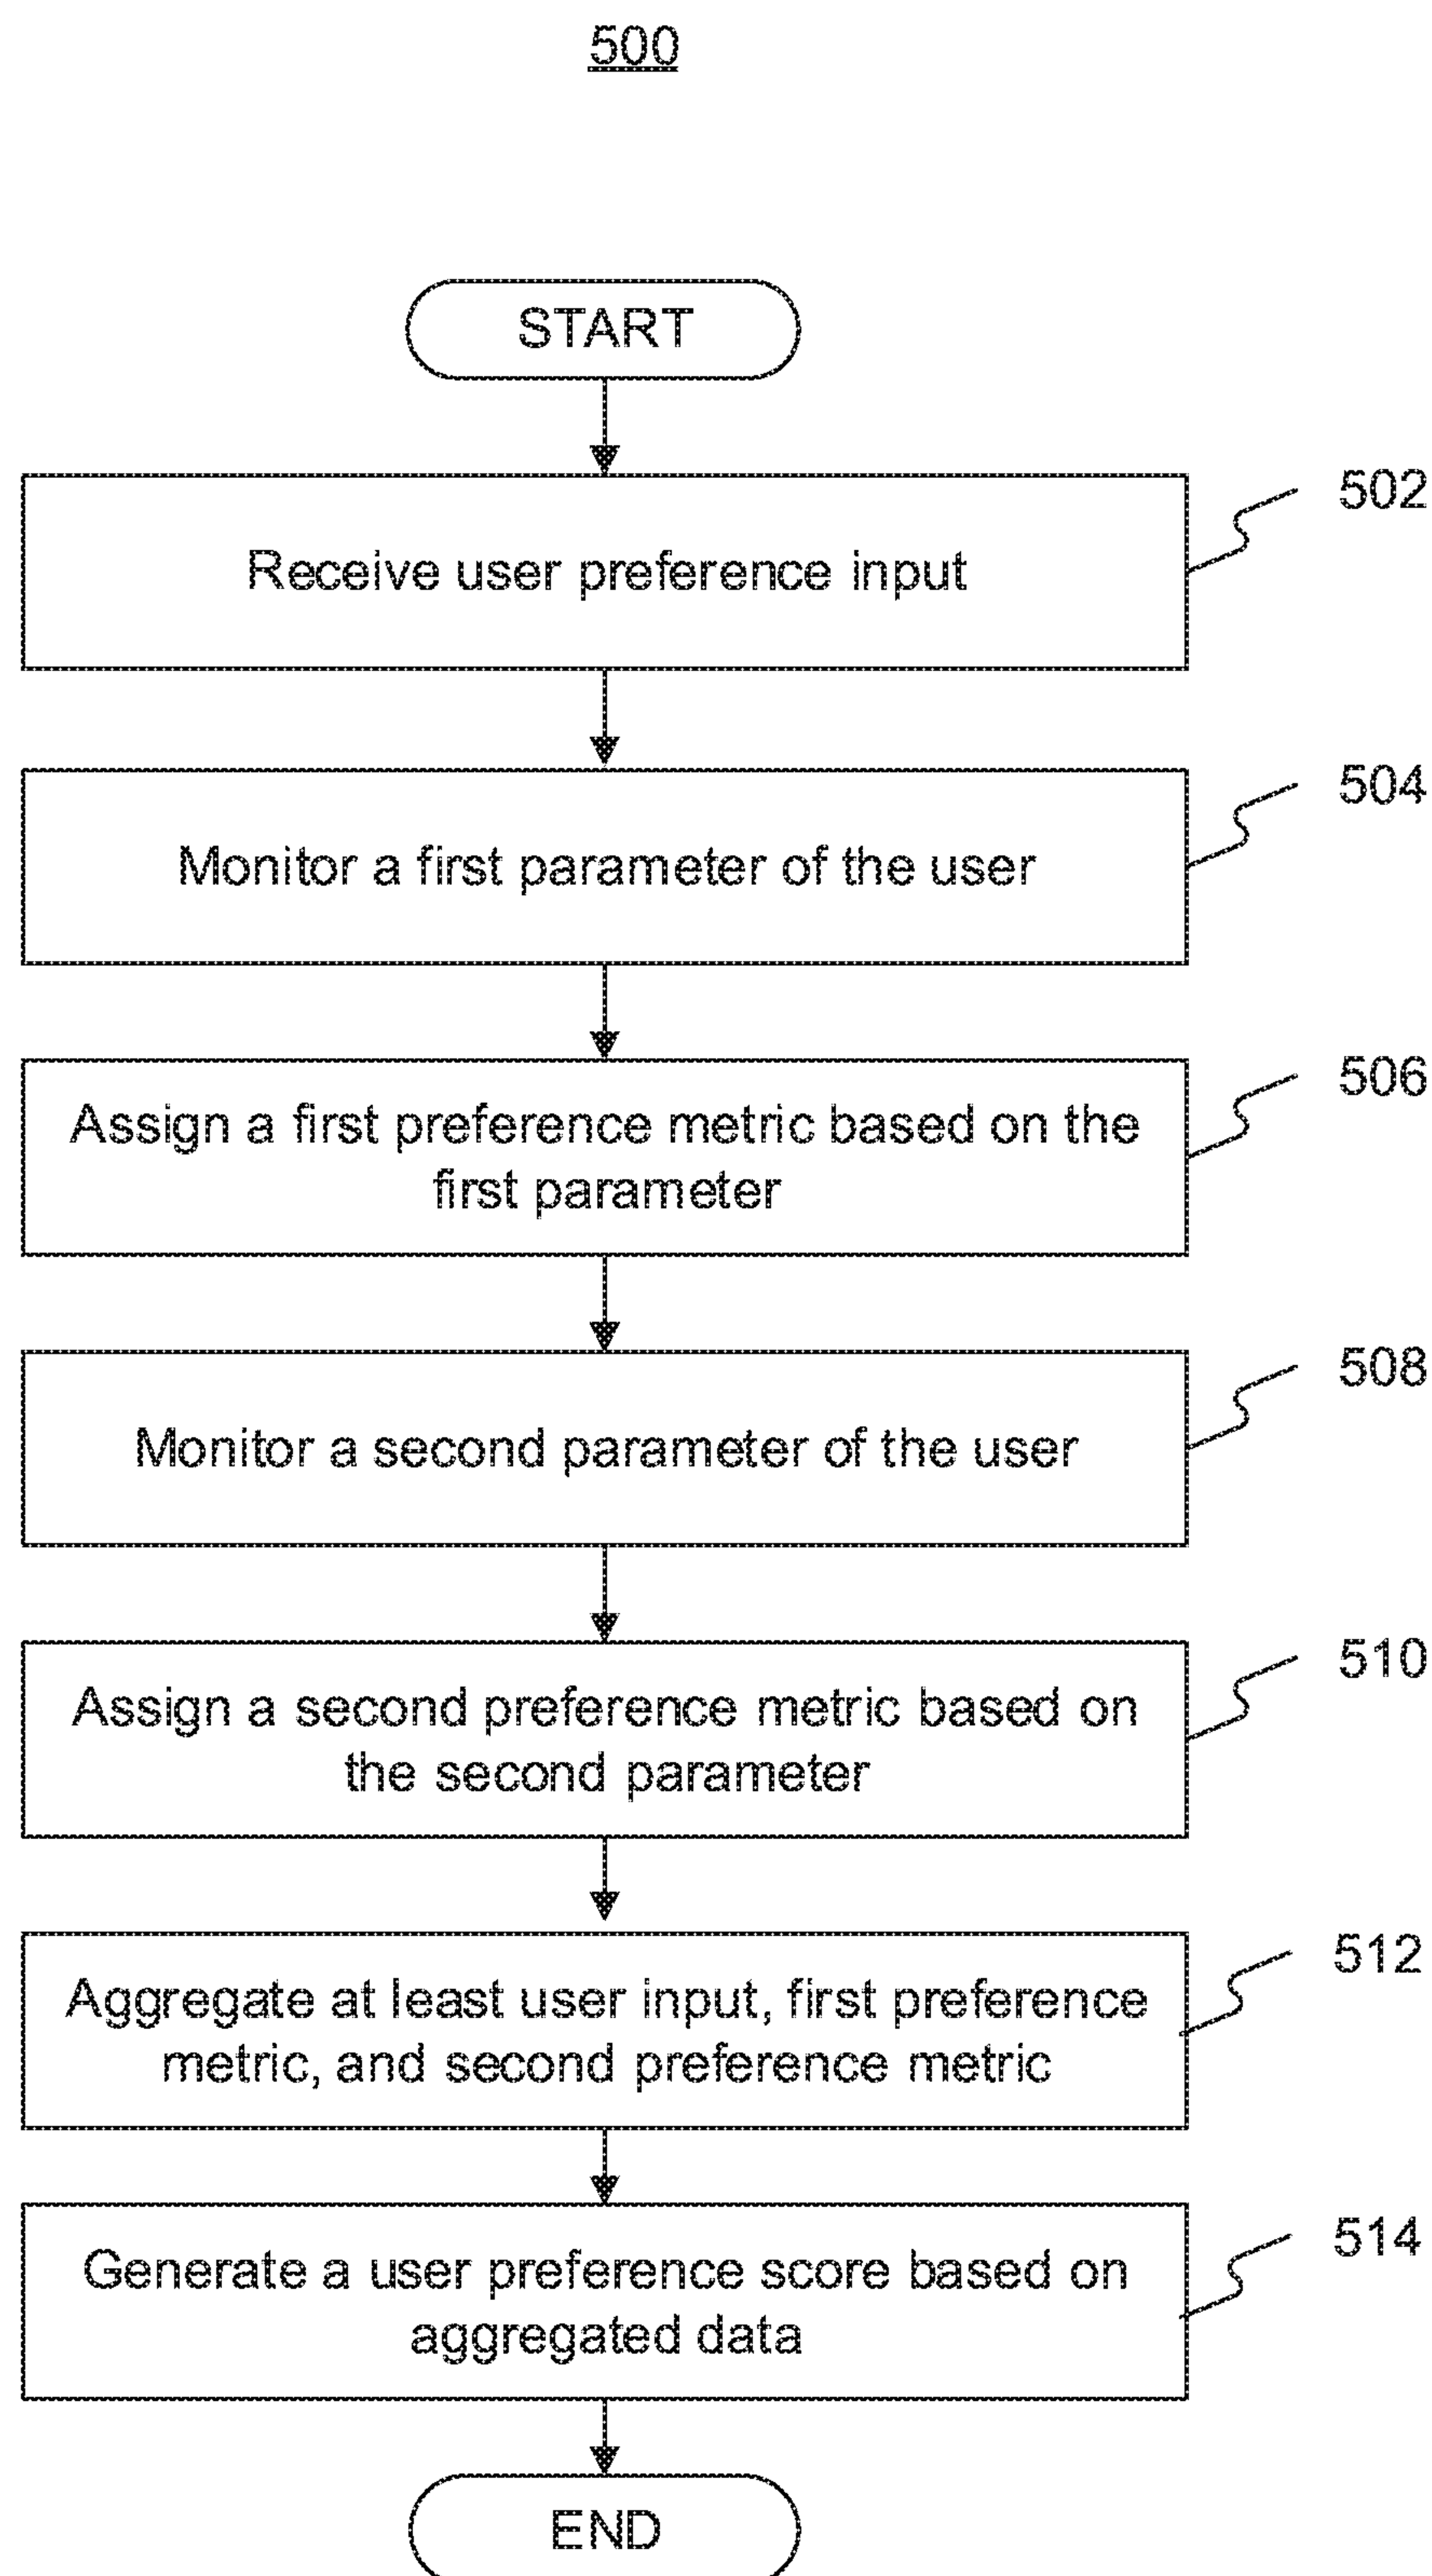 500
START
Receive user preference input
502
Monitor a first parameter of the user
504
Assign a first preference metric based on the
first parameter
506
Monitor a second parameter of the user
508
Assign a second preference metric based on
the second parameter
510
Aggregate at least user input, first preference
metric, and second preference metric
512
Generate a user preference score based on
aggregated data
514
END